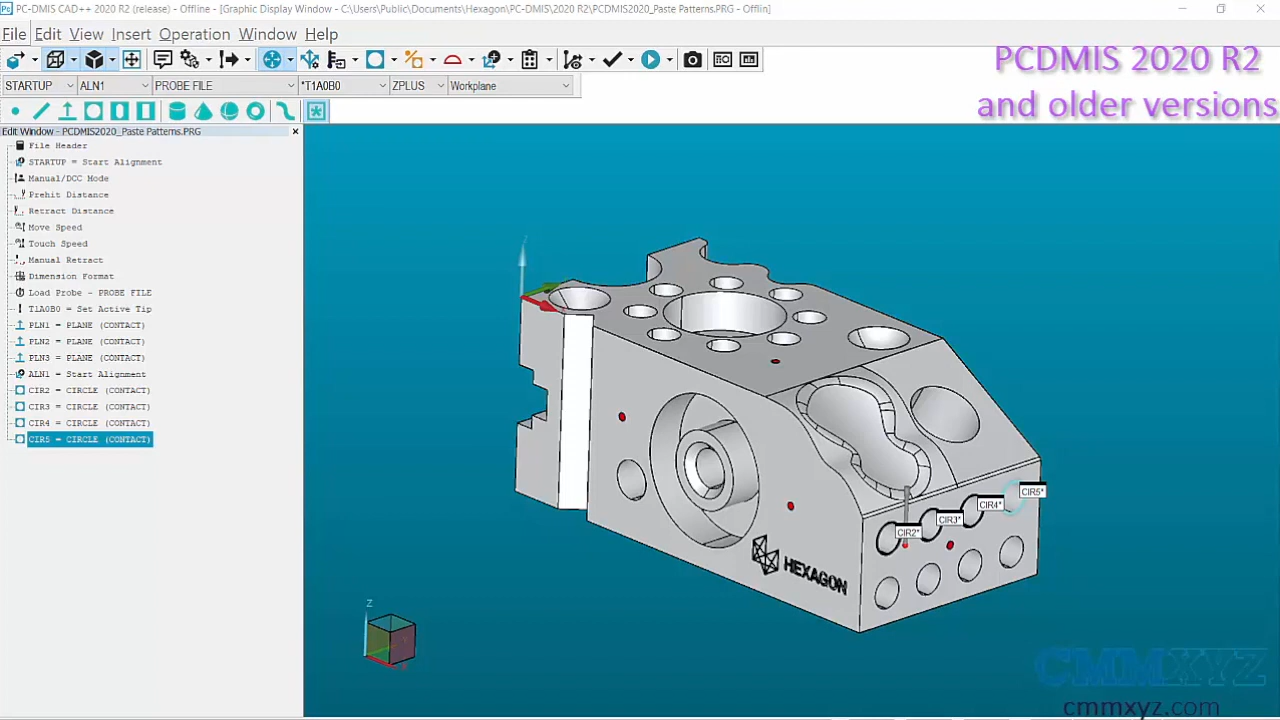 PC-DMIS CAD++ 2020 R2 (release) - Offline - [Graphic Display Window - C:\Users\Public\Documents\Hexagon\PC-DMIS\2020 R2\PCDMIS2020_Paste Patterns.PRG - Offlin]
File Edit View Insert Operation Window Help
PCDMIS 2020 R2
and older versions
STARTUP ALN1 PROBE FILE *T1A0B0 ZPLUS Workplane
Edit Window - PCDMIS2020_Paste Patterns.PRG
File Header
STARTUP = Start Alignment
Manual/DCC Mode
Prehit Distance
Retract Distance
Move Speed
Touch Speed
Manual Retract
Dimension Format
Load Probe - PROBE FILE
T1A0B0 = Set Active Tip
PLN1 = PLANE (CONTACT)
PLN2 = PLANE (CONTACT)
PLN3 = PLANE (CONTACT)
ALN1 = Start Alignment
CIR2 = CIRCLE (CONTACT)
CIR3 = CIRCLE (CONTACT)
CIR4 = CIRCLE (CONTACT)
CIR5 = CIRCLE (CONTACT)
CIR5*
CIR4*
CIR3*
CIR2*
HEXAGON
Z
CMMXYZ
cmmxyz.com